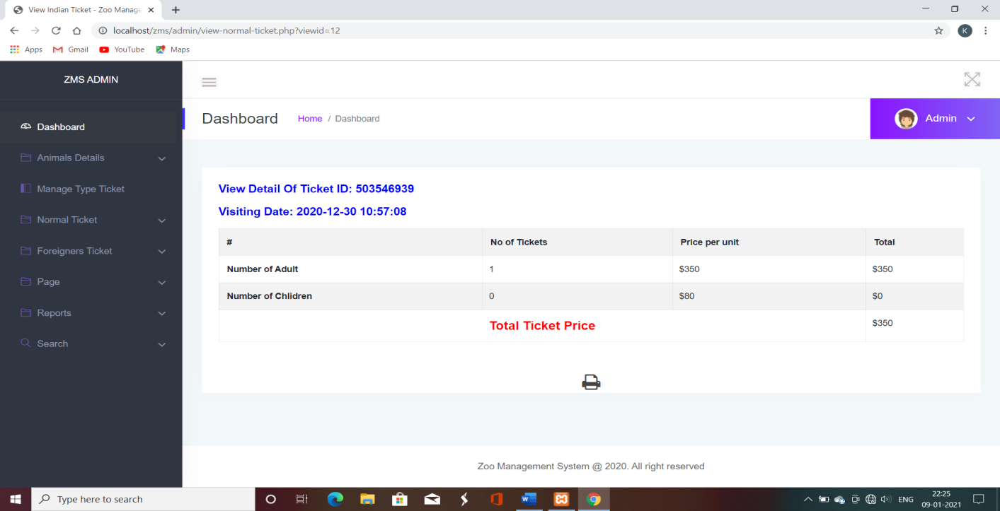 View Indian Ticket - Zoo Manage
localhost/zms/admin/view-normal-ticket.php?viewid=12
K
Apps Gmail YouTube Maps
ZMS ADMIN
Dashboard
Animals Details
Manage Type Ticket
Normal Ticket
Foreigners Ticket
Page
Reports
Search
Dashboard Home / Dashboard
Admin
View Detail Of Ticket ID: 503546939
Visiting Date: 2020-12-30 10:57:08
# No of Tickets Price per unit Total
Number of Adult 1 $350 $350
Number of Chlidren 0 $80 $0
Total Ticket Price $350
Zoo Management System @ 2020. All right reserved
Type here to search
ENG
22:25
09-01-2021